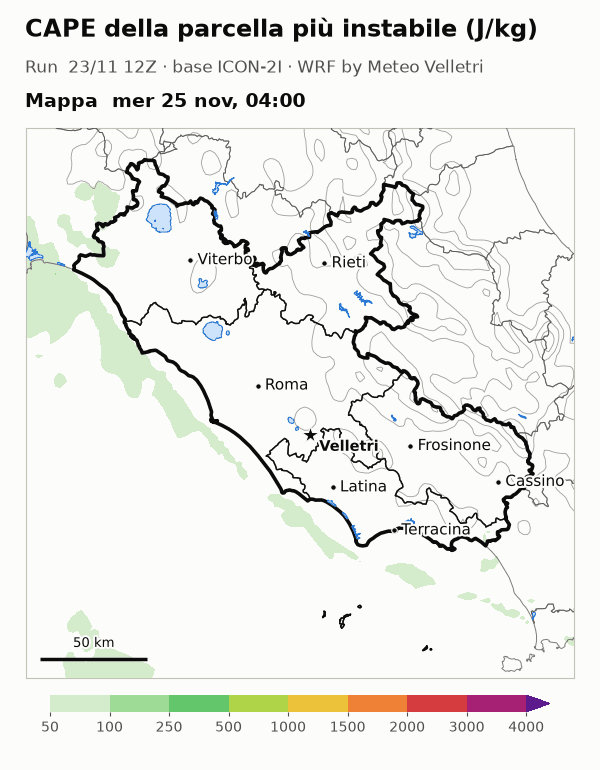 CAPE della parcella più instabile (J/kg)
Run  23/11 12Z · base ICON-2I · WRF by Meteo Velletri
Mappa  mer 25 nov, 04:00
Viterbo
Rieti
Roma
Velletri
Frosinone
Cassino
Latina
Terracina
50 km
50 100 250 500 1000 1500 2000 3000 4000